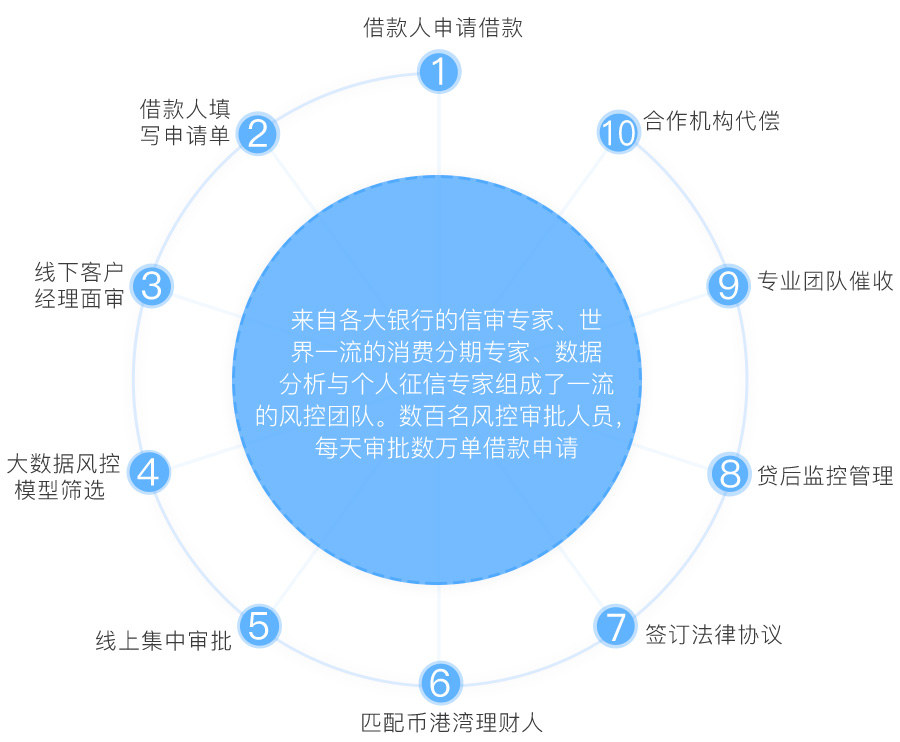 1
借款人申请借款
2
借款人填
写申请单
3
线下客户
经理面审
4
大数据风控
模型筛选
5
线上集中审批
6
匹配币港湾理财人
7
签订法律协议
8
贷后监控管理
9
专业团队催收
10
合作机构代偿
来自各大银行的信审专家、世
界一流的消费分期专家、数据
分析与个人征信专家组成了一流
的风控团队。数百名风控审批人员，
每天审批数万单借款申请